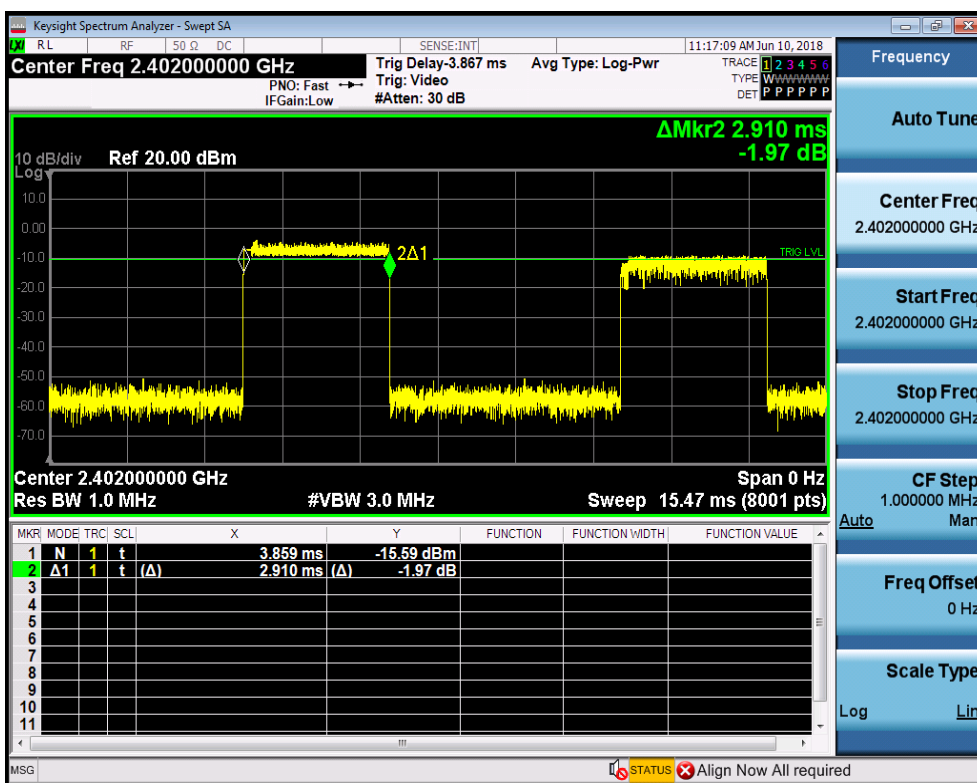 Keysight Spectrum Analyzer - Swept SA
LXI RL RF 50 Ω DC SENSE:INT 11:17:09 AM Jun 10, 2018
Center Freq 2.402000000 GHz
PNO: Fast
IFGain:Low
Trig Delay-3.867 ms
Trig: Video
#Atten: 30 dB
Avg Type: Log-Pwr
TRACE 1 2 3 4 5 6
TYPE WWWWWW
DET P P P P P P
ΔMkr2 2.910 ms
-1.97 dB
10 dB/div Ref 20.00 dBm
Log
10.0
0.00
-10.0
-20.0
-30.0
-40.0
-50.0
-60.0
-70.0
2Δ1
TRIG LVL
Center 2.402000000 GHz Span 0 Hz
Res BW 1.0 MHz #VBW 3.0 MHz Sweep 15.47 ms (8001 pts)
MKR MODE TRC SCL X Y FUNCTION FUNCTION WIDTH FUNCTION VALUE
1 N 1 t 3.859 ms -15.59 dBm
2 Δ1 1 t (Δ) 2.910 ms (Δ) -1.97 dB
3
4
5
6
7
8
9
10
11
MSG STATUS Align Now All required
Frequency
Auto Tune
Center Freq
2.402000000 GHz
Start Freq
2.402000000 GHz
Stop Freq
2.402000000 GHz
CF Step
1.000000 MHz
Auto Man
Freq Offset
0 Hz
Scale Type
Log Lin